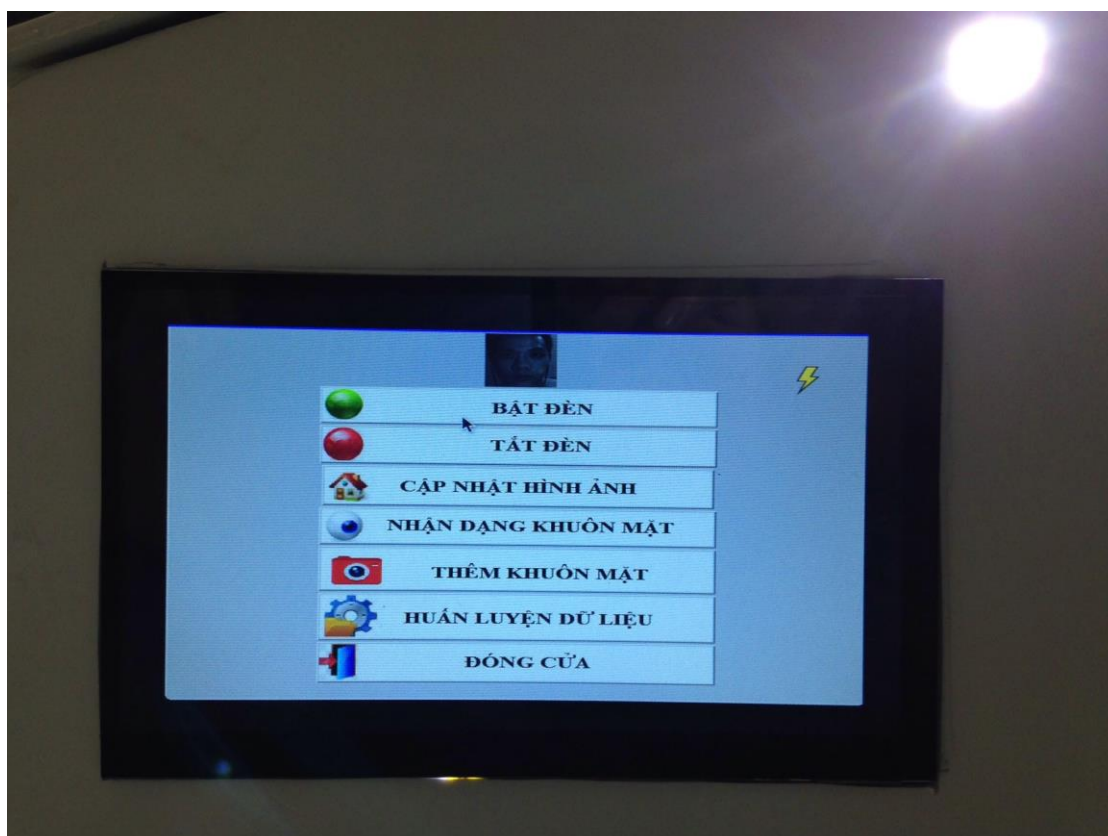 BẬT ĐÈN
TẮT ĐÈN
CẬP NHẬT HÌNH ẢNH
NHẬN DẠNG KHUÔN MẶT
THÊM KHUÔN MẶT
HUẤN LUYỆN DỮ LIỆU
ĐÓNG CỬA